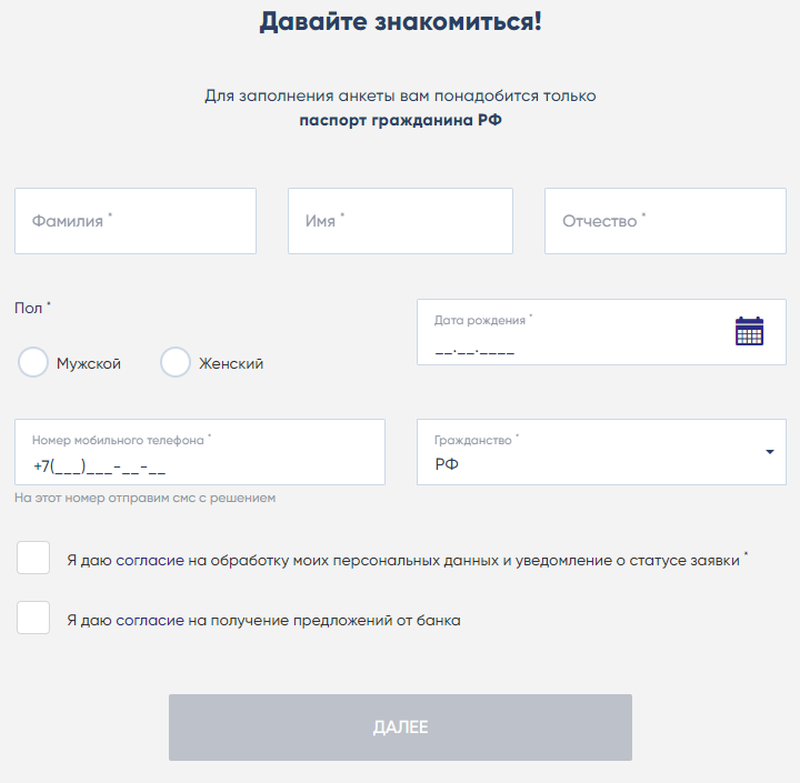 Давайте знакомиться!
Для заполнения анкеты вам понадобится только
паспорт гражданина РФ
Фамилия *
Имя *
Отчество *
Пол *
Мужской
Женский
Дата рождения *
__.__.____
Номер мобильного телефона *
+7(___)___-__-__
На этот номер отправим смс с решением
Гражданство *
РФ
Я даю согласие на обработку моих персональных данных и уведомление о статусе заявки *
Я даю согласие на получение предложений от банка
ДАЛЕЕ